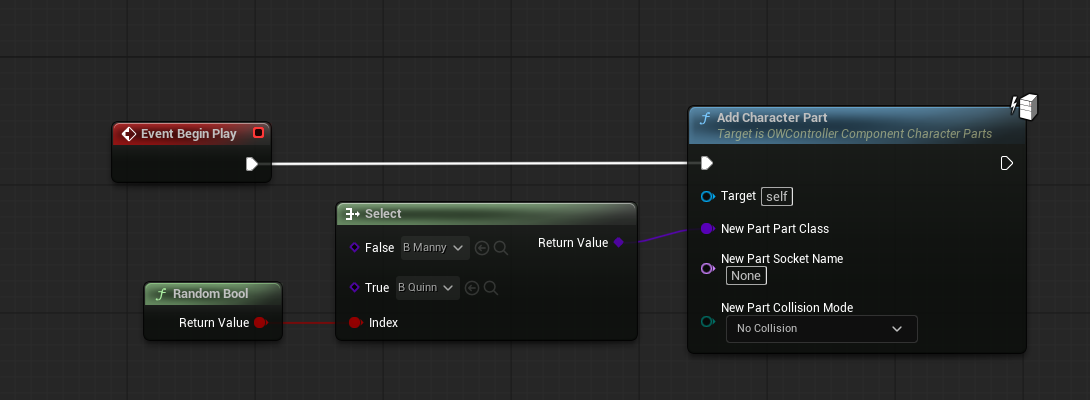 Event Begin Play
Add Character Part
Target is OWController Component Character Parts
Target self
New Part Part Class
New Part Socket Name
None
New Part Collision Mode
No Collision
Select
False B Manny
Return Value
True B Quinn
Index
Random Bool
Return Value